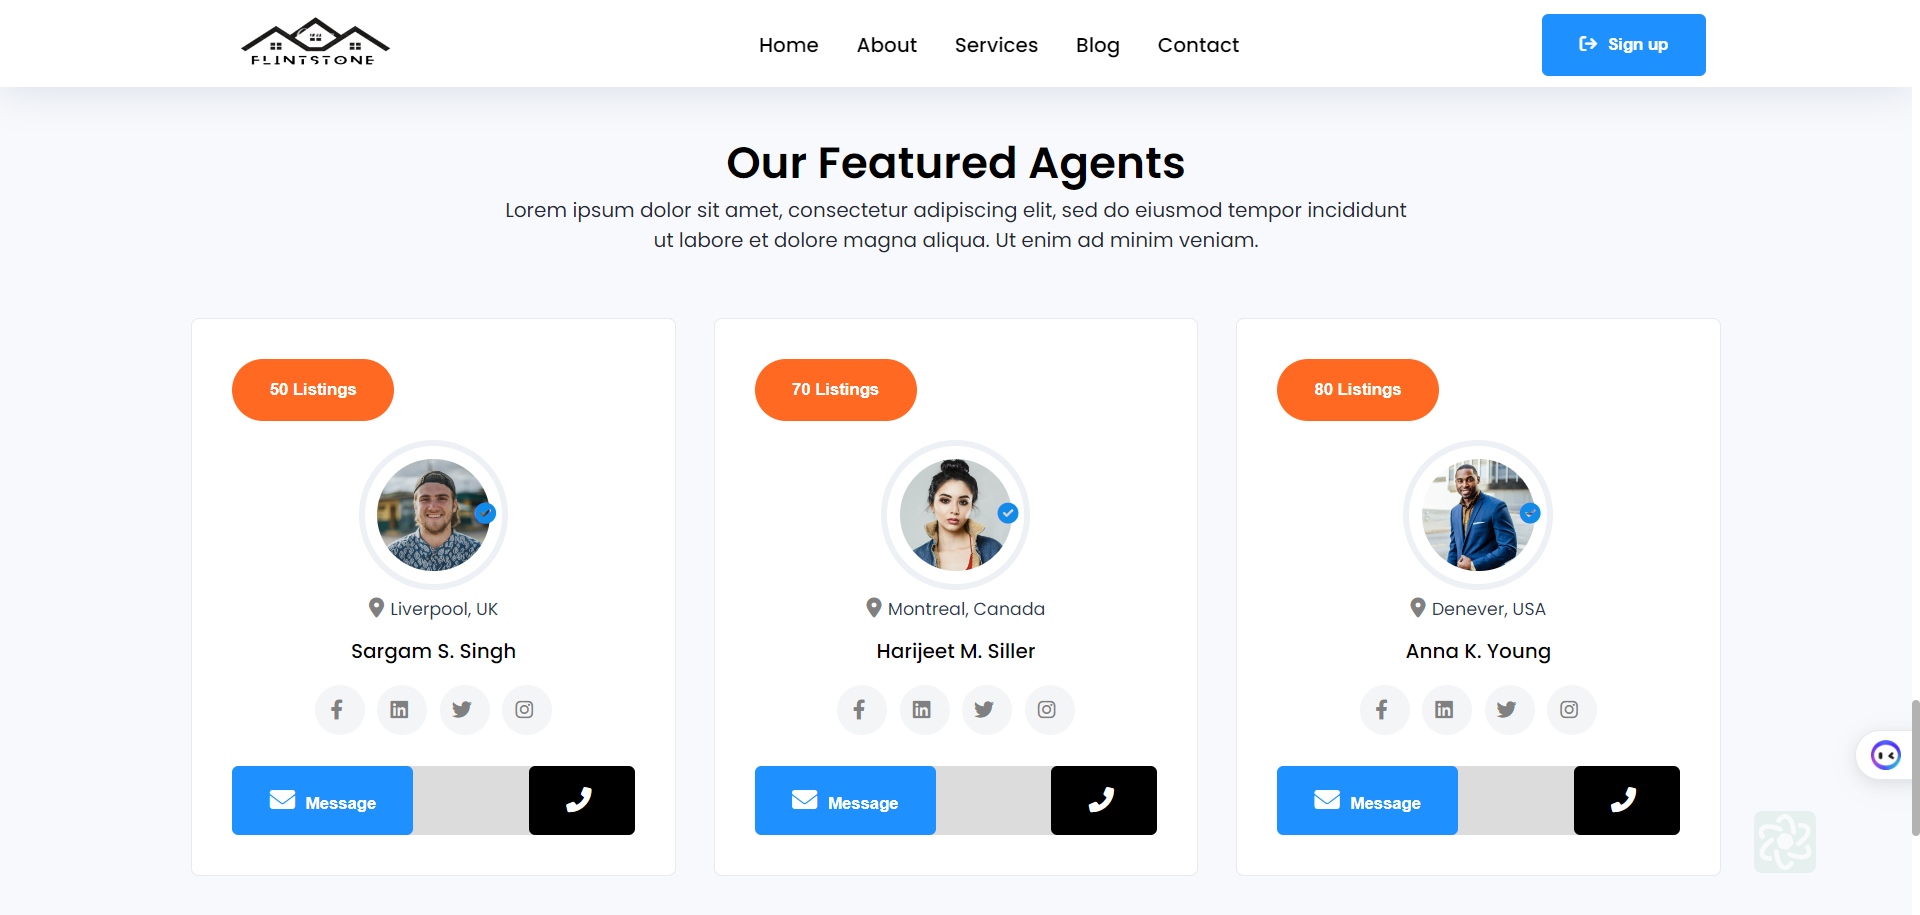 FLINTSTONE
Home About Services Blog Contact
Sign up
Our Featured Agents
Lorem ipsum dolor sit amet, consectetur adipiscing elit, sed do eiusmod tempor incididunt
ut labore et dolore magna aliqua. Ut enim ad minim veniam.
50 Listings
Liverpool, UK
Sargam S. Singh
Message
70 Listings
Montreal, Canada
Harijeet M. Siller
Message
80 Listings
Denever, USA
Anna K. Young
Message